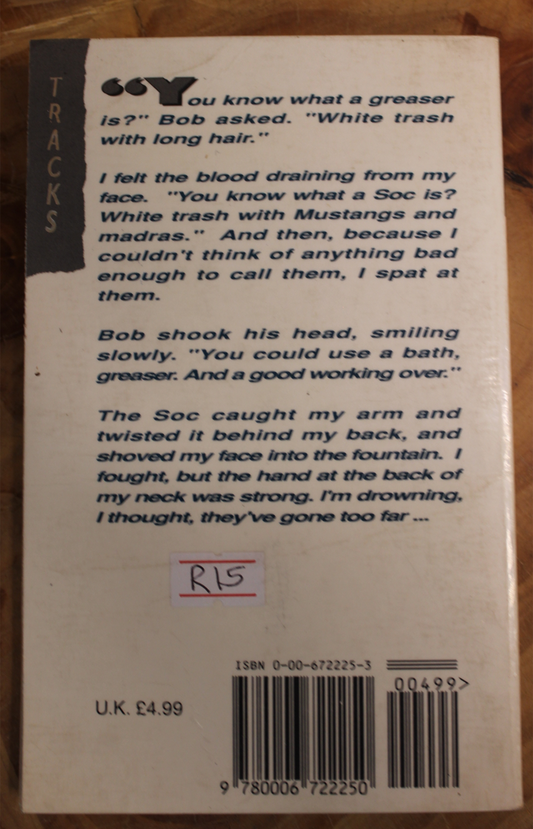 TRACKS
“You know what a greaser
is?" Bob asked. "White trash
with long hair."
I felt the blood draining from my
face. "You know what a Soc is?
White trash with Mustangs and
madras." And then, because I
couldn't think of anything bad
enough to call them, I spat at
them.
Bob shook his head, smiling
slowly. "You could use a bath,
greaser. And a good working over."
The Soc caught my arm and
twisted it behind my back, and
shoved my face into the fountain. I
fought, but the hand at the back of
my neck was strong. I'm drowning,
I thought, they've gone too far ...
R15
ISBN 0-00-672225-3
00499>
U.K. £4.99
9 780006 722250